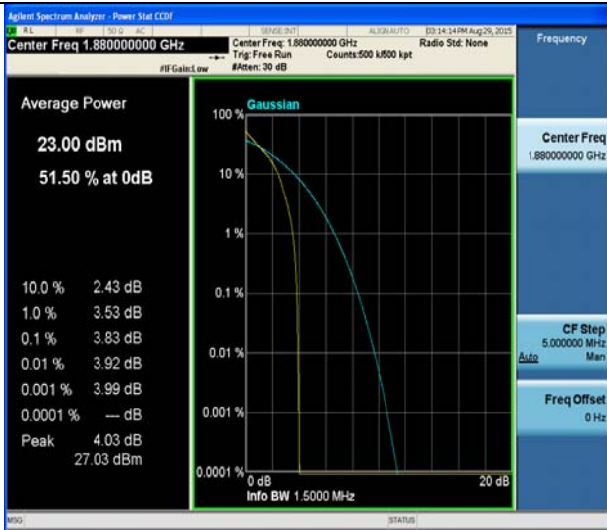 Agilent Spectrum Analyzer - Power Stat CCDF
RL RF 50 Ω AC SENSE:INT ALIGN AUTO 03:14:14 PM Aug 29, 2015
Center Freq 1.880000000 GHz
Center Freq: 1.880000000 GHz Radio Std: None
Trig: Free Run Counts:500 k/500 kpt
#IFGain:Low #Atten: 30 dB
Frequency
Average Power
23.00 dBm
51.50 % at 0dB
10.0 % 2.43 dB
1.0 % 3.53 dB
0.1 % 3.83 dB
0.01 % 3.92 dB
0.001 % 3.99 dB
0.0001 % --- dB
Peak 4.03 dB
27.03 dBm
Gaussian
100 %
10 %
1 %
0.1 %
0.01 %
0.001 %
0.0001 %
0 dB 20 dB
Info BW 1.5000 MHz
Center Freq
1.880000000 GHz
CF Step
5.000000 MHz
Auto Man
Freq Offset
0 Hz
MSG STATUS